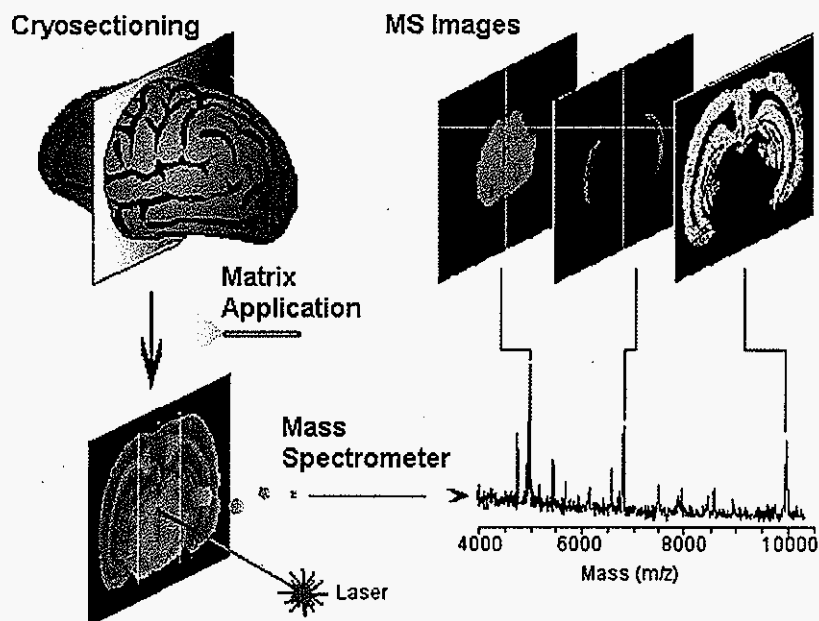 Cryosectioning
MS Images
Matrix
Application
Mass
Spectrometer
Laser
4000 6000 8000 10000
Mass (m/z)